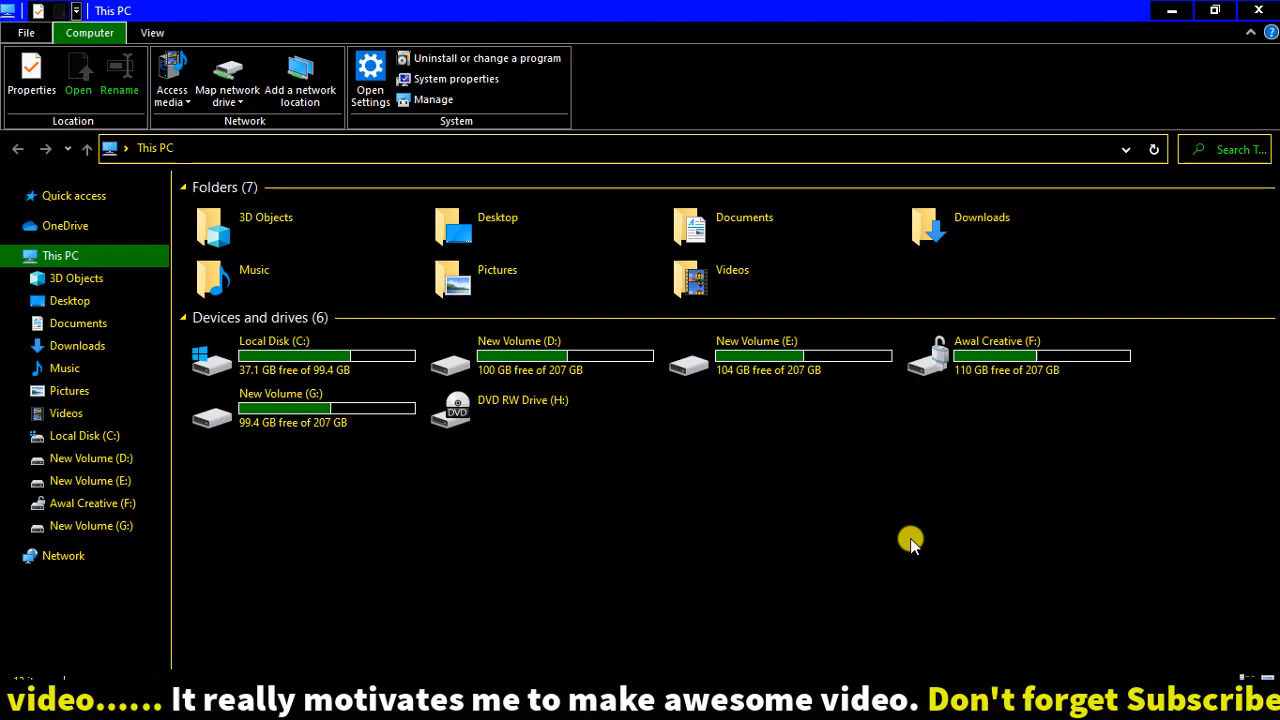 This PC
File
Computer
View
Properties
Open
Rename
Access media
Map network drive
Add a network location
Open Settings
Uninstall or change a program
System properties
Manage
Location
Network
System
This PC
Search T...
Quick access
OneDrive
This PC
3D Objects
Desktop
Documents
Downloads
Music
Pictures
Videos
Local Disk (C:)
New Volume (D:)
New Volume (E:)
Awal Creative (F:)
New Volume (G:)
Network
Folders (7)
3D Objects
Desktop
Documents
Downloads
Music
Pictures
Videos
Devices and drives (6)
Local Disk (C:)
37.1 GB free of 99.4 GB
New Volume (D:)
100 GB free of 207 GB
New Volume (E:)
104 GB free of 207 GB
Awal Creative (F:)
110 GB free of 207 GB
New Volume (G:)
99.4 GB free of 207 GB
DVD
DVD RW Drive (H:)
video...... It really motivates me to make awesome video. Don't forget Subscribe